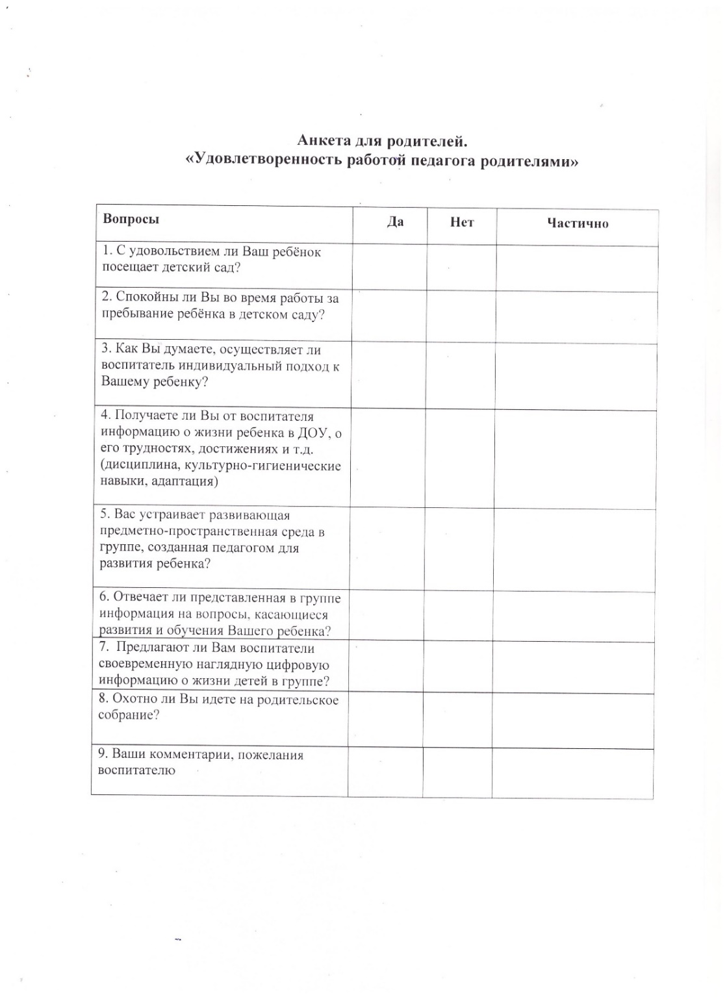 Анкета для родителей.
«Удовлетворенность работой педагога родителями»
Вопросы Да Нет Частично
1. С удовольствием ли Ваш ребёнок
посещает детский сад?
2. Спокойны ли Вы во время работы за
пребывание ребёнка в детском саду?
3. Как Вы думаете, осуществляет ли
воспитатель индивидуальный подход к
Вашему ребенку?
4. Получаете ли Вы от воспитателя
информацию о жизни ребенка в ДОУ, о
его трудностях, достижениях и т.д.
(дисциплина, культурно-гигиенические
навыки, адаптация)
5. Вас устраивает развивающая
предметно-пространственная среда в
группе, созданная педагогом для
развития ребенка?
6. Отвечает ли представленная в группе
информация на вопросы, касающиеся
развития и обучения Вашего ребенка?
7. Предлагают ли Вам воспитатели
своевременную наглядную цифровую
информацию о жизни детей в группе?
8. Охотно ли Вы идете на родительское
собрание?
9. Ваши комментарии, пожелания
воспитателю